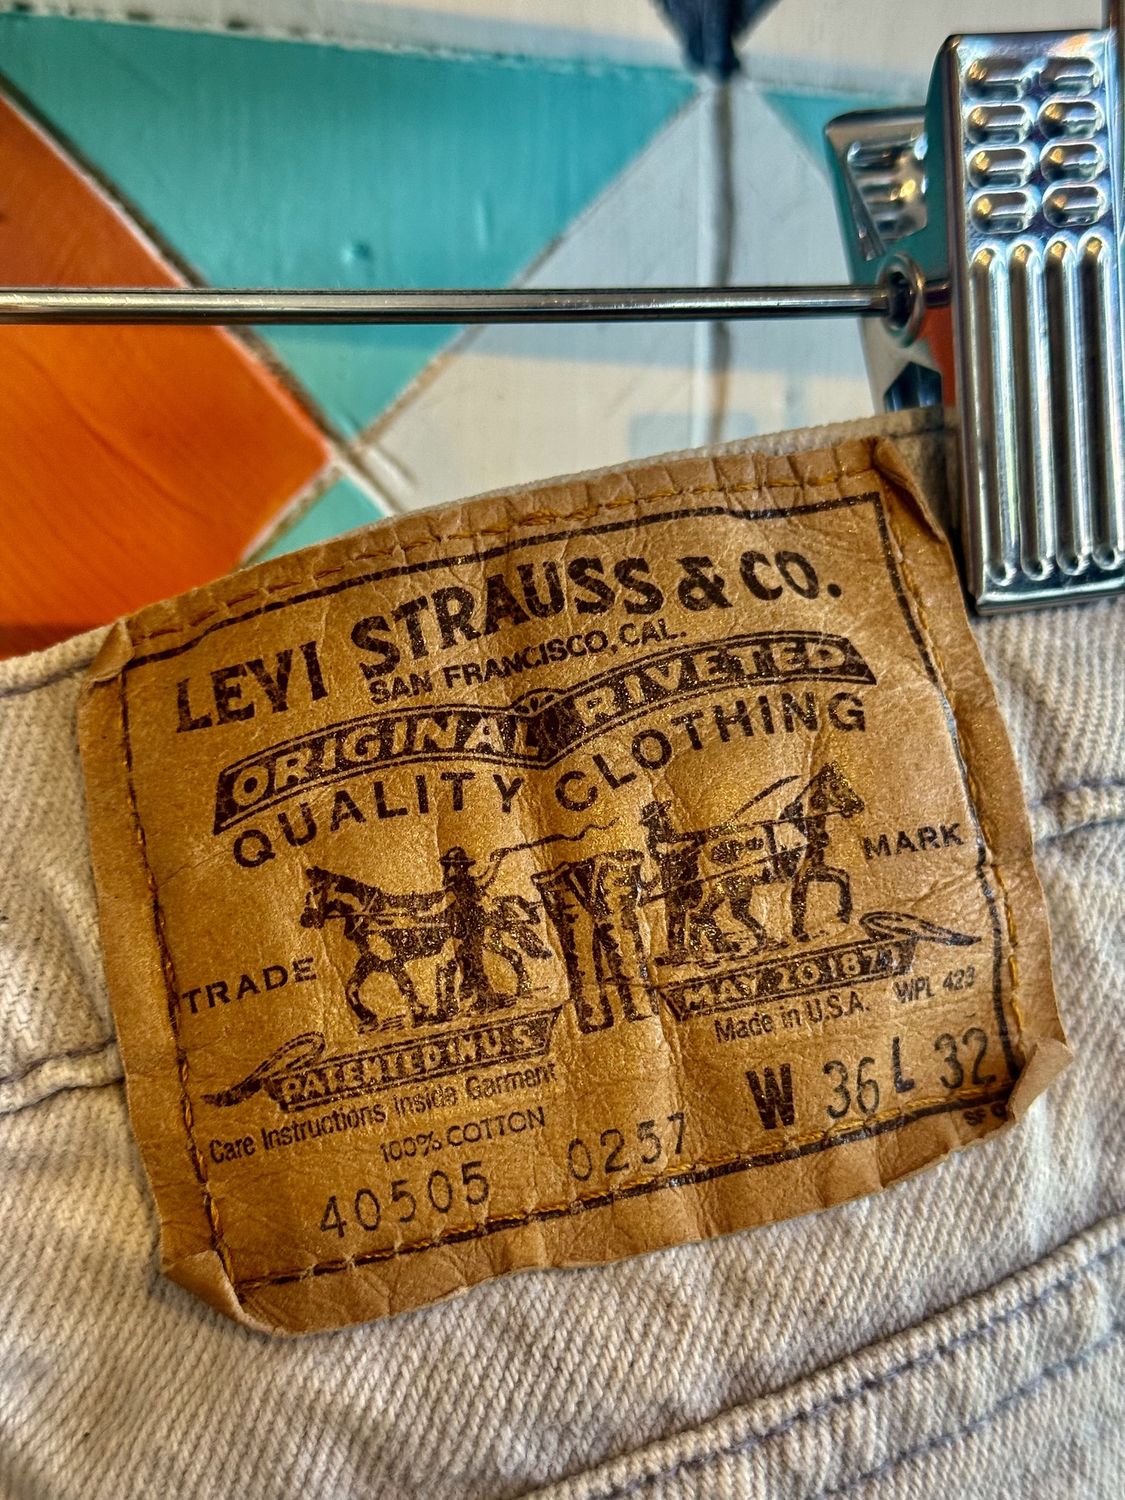 LEVI STRAUSS & CO.
SAN FRANCISCO, CAL.
ORIGINAL RIVETED
QUALITY CLOTHING
TRADE MARK
PATENTED IN U.S. MAY 20 1873
Made in U.S.A. WPL 423
Care Instructions Inside Garment
100% COTTON
W 36 L 32
40505 0257